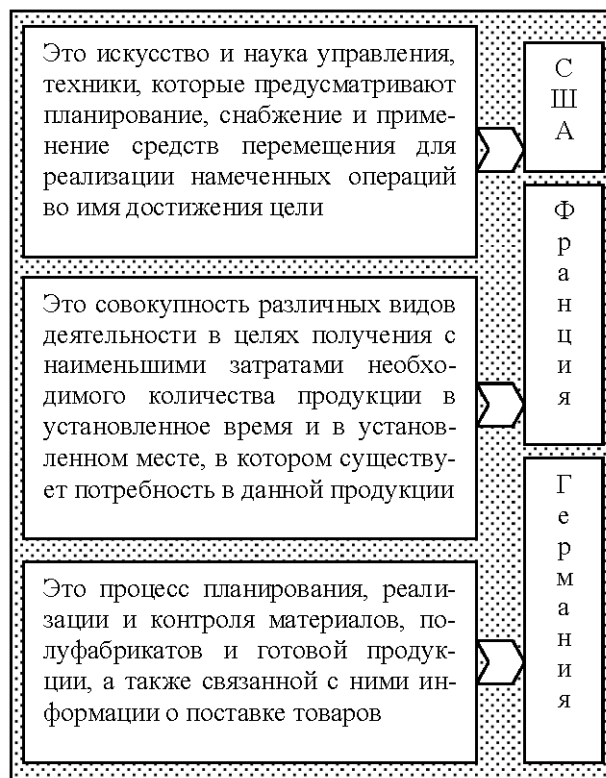 Это искусство и наука управления,
техники, которые предусматривают
планирование, снабжение и приме-
нение средств перемещения для
реализации намеченных операций
во имя достижения цели
С
Ш
А
Это совокупность различных видов
деятельности в целях получения с
наименьшими затратами необхо-
димого количества продукции в
установленное время и в установ-
ленном месте, в котором существу-
ет потребность в данной продукции
Ф
р
а
н
ц
и
я
Это процесс планирования, реали-
зации и контроля материалов, по-
луфабрикатов и готовой продук-
ции, а также связанной с ними ин-
формации о поставке товаров
Г
е
р
м
а
н
и
я